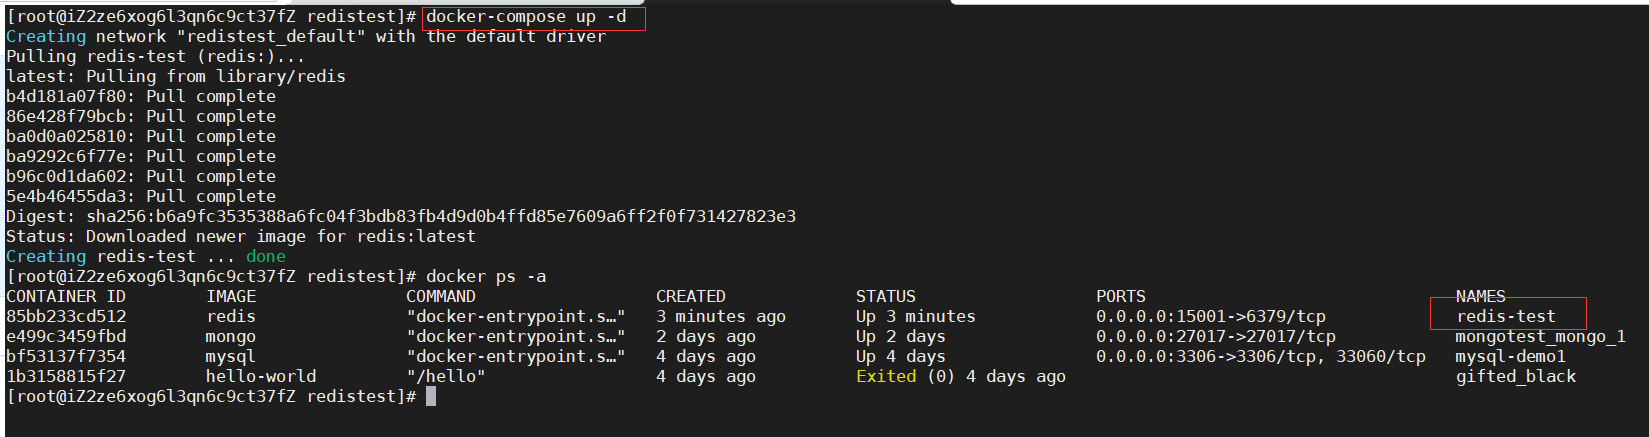 [root@iZ2ze6xog6l3qn6c9ct37fZ redistest]# docker-compose up -d
Creating network "redistest_default" with the default driver
Pulling redis-test (redis:)...
latest: Pulling from library/redis
b4d181a07f80: Pull complete
86e428f79bcb: Pull complete
ba0d0a025810: Pull complete
ba9292c6f77e: Pull complete
b96c0d1da602: Pull complete
5e4b46455da3: Pull complete
Digest: sha256:b6a9fc3535388a6fc04f3bdb83fb4d9d0b4ffd85e7609a6ff2f0f731427823e3
Status: Downloaded newer image for redis:latest
Creating redis-test ... done
[root@iZ2ze6xog6l3qn6c9ct37fZ redistest]# docker ps -a
CONTAINER ID IMAGE COMMAND CREATED STATUS PORTS NAMES
85bb233cd512 redis "docker-entrypoint.s…" 3 minutes ago Up 3 minutes 0.0.0.0:15001->6379/tcp redis-test
e499c3459fbd mongo "docker-entrypoint.s…" 2 days ago Up 2 days 0.0.0.0:27017->27017/tcp mongotest_mongo_1
bf53137f7354 mysql "docker-entrypoint.s…" 4 days ago Up 4 days 0.0.0.0:3306->3306/tcp, 33060/tcp mysql-demo1
1b3158815f27 hello-world "/hello" 4 days ago Exited (0) 4 days ago gifted_black
[root@iZ2ze6xog6l3qn6c9ct37fZ redistest]#